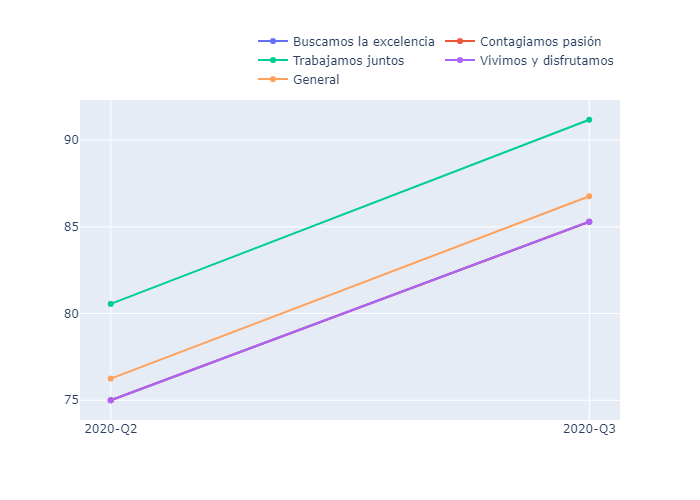 Buscamos la excelencia Contagiamos pasión
Trabajamos juntos Vivimos y disfrutamos
General
90
85
80
75
2020-Q2 2020-Q3